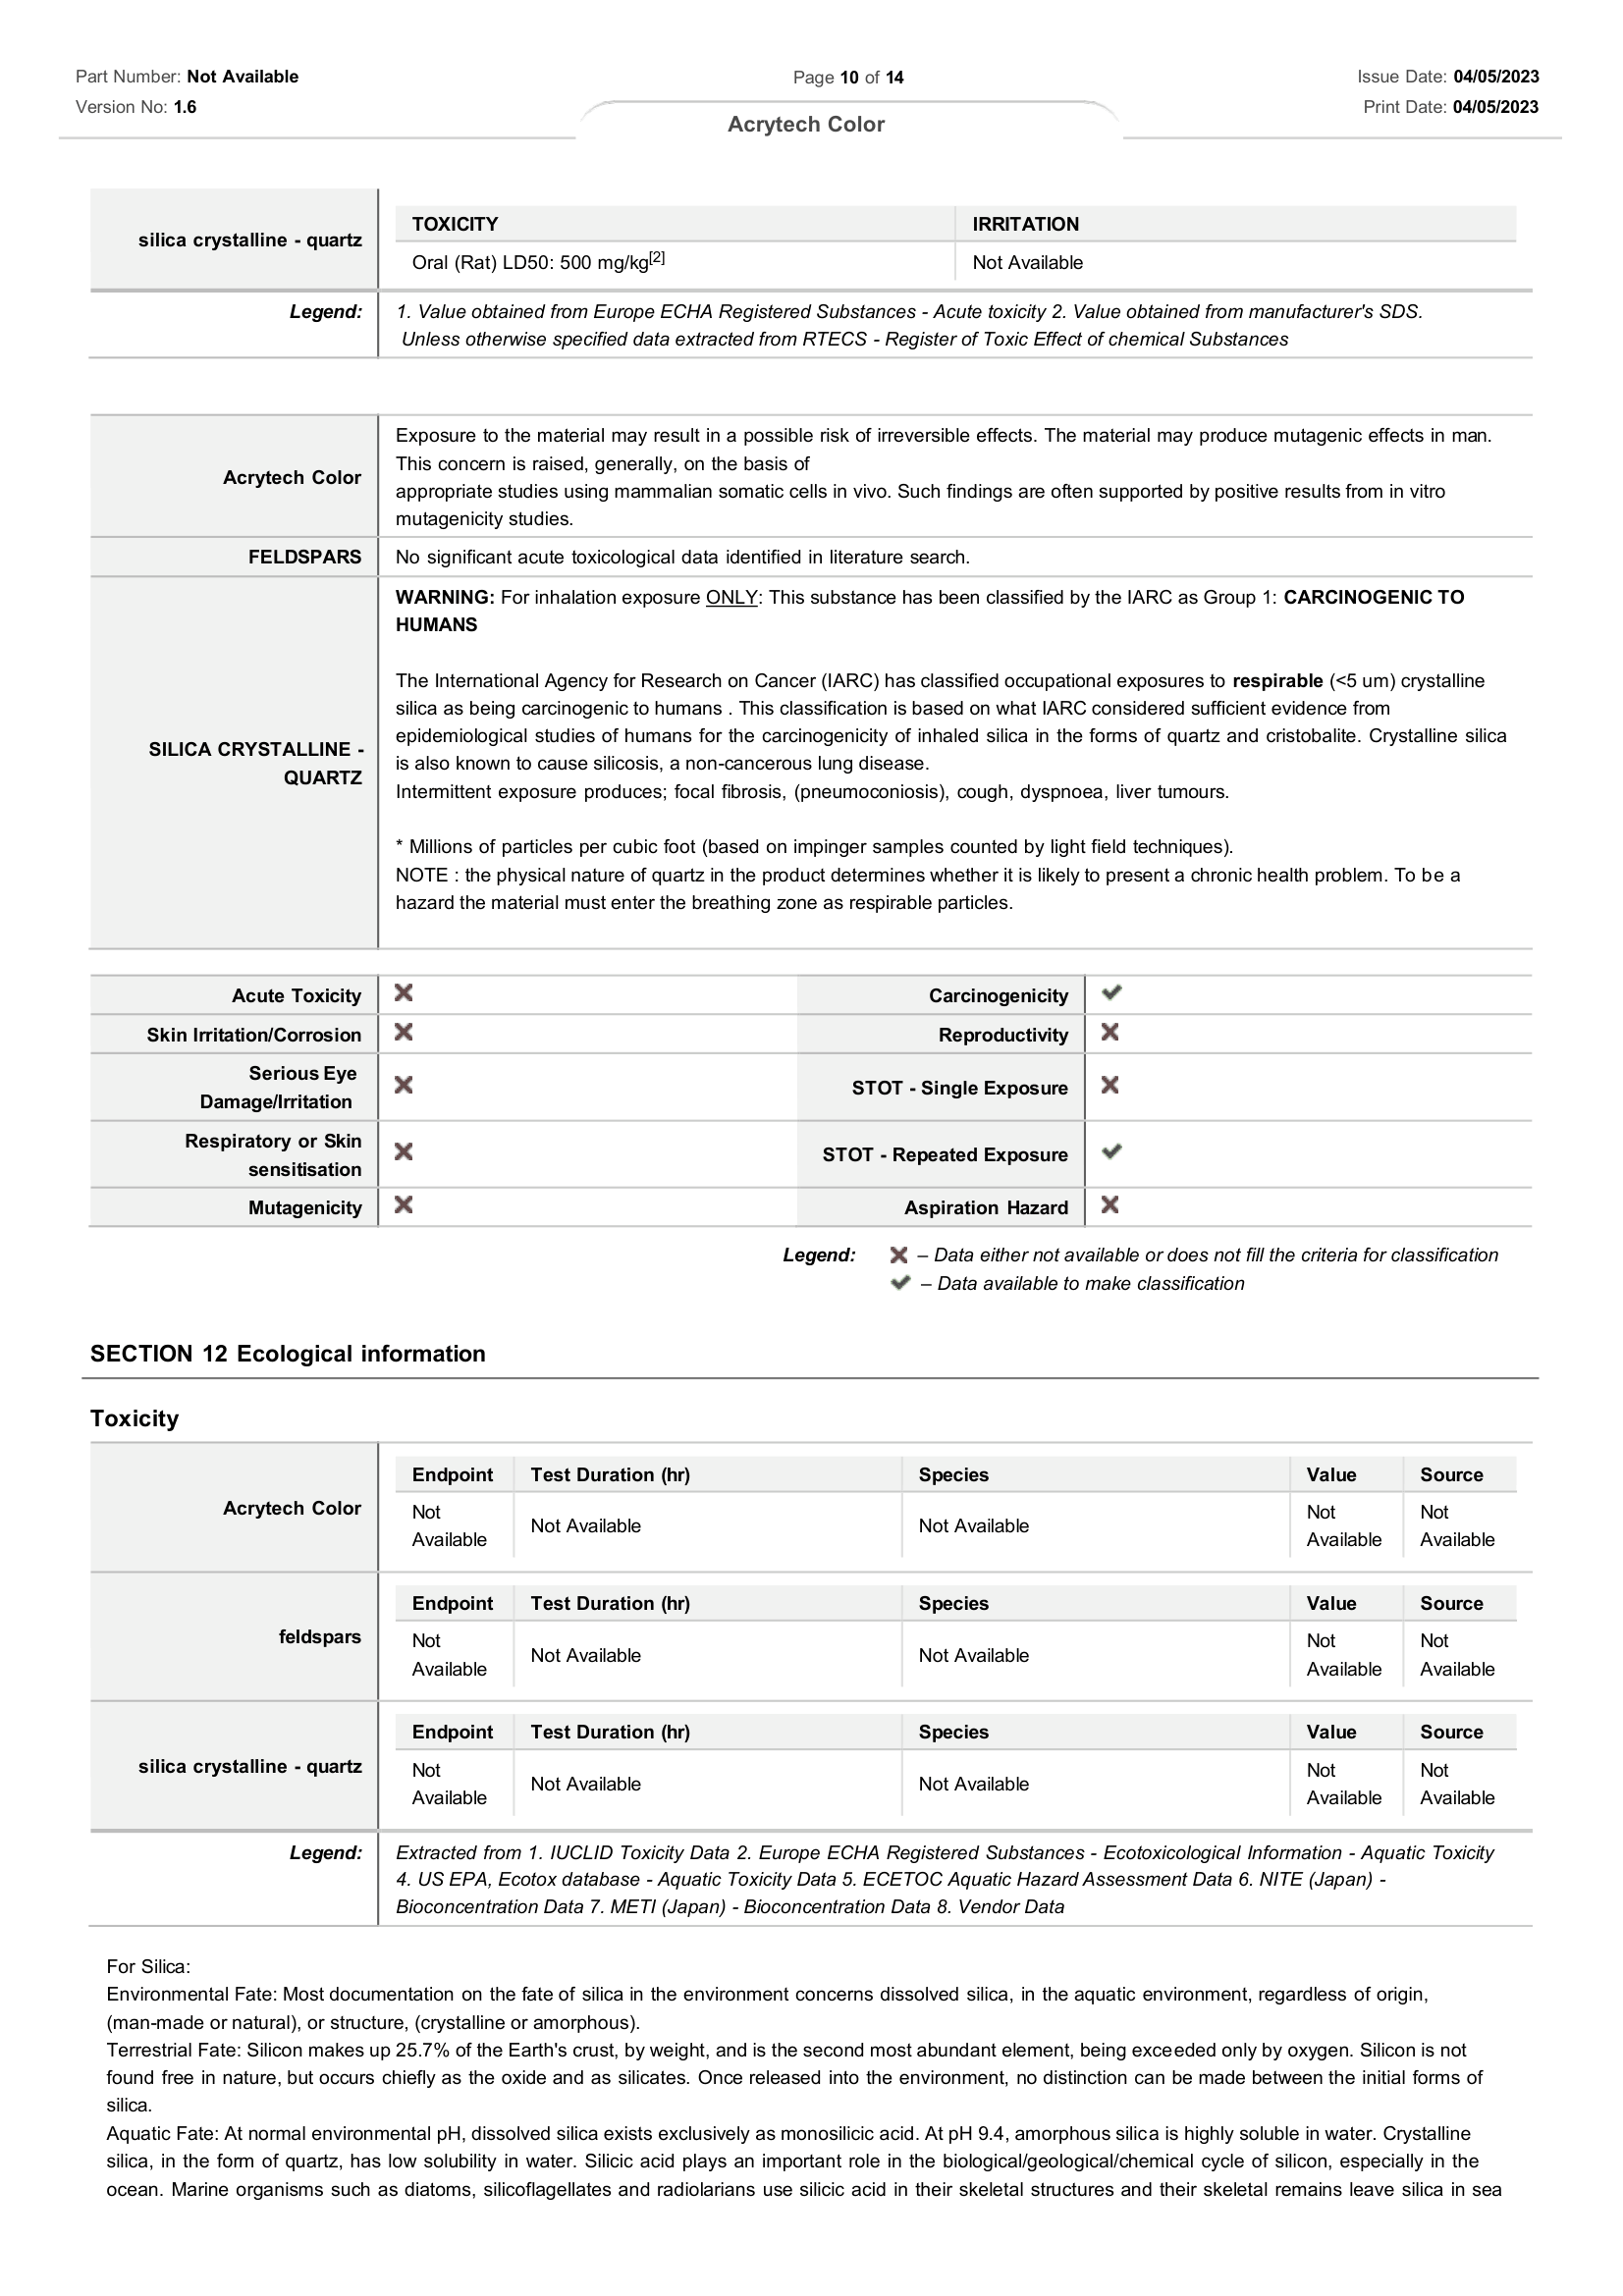 Part Number: Not Available
Page 10 of 14
Issue Date: 04/05/2023
Version No: 1.6
Print Date: 04/05/2023
Acrytech Color
silica crystalline - quartz
TOXICITY
IRRITATION
Oral (Rat) LD50: 500 mg/kg[2]
Not Available
Legend:
1. Value obtained from Europe ECHA Registered Substances - Acute toxicity 2. Value obtained from manufacturer's SDS.
Unless otherwise specified data extracted from RTECS - Register of Toxic Effect of chemical Substances
Acrytech Color
Exposure to the material may result in a possible risk of irreversible effects. The material may produce mutagenic effects in man.
This concern is raised, generally, on the basis of
appropriate studies using mammalian somatic cells in vivo. Such findings are often supported by positive results from in vitro
mutagenicity studies.
FELDSPARS
No significant acute toxicological data identified in literature search.
SILICA CRYSTALLINE -
QUARTZ
WARNING: For inhalation exposure ONLY: This substance has been classified by the IARC as Group 1: CARCINOGENIC TO
HUMANS
The International Agency for Research on Cancer (IARC) has classified occupational exposures to respirable (<5 um) crystalline
silica as being carcinogenic to humans . This classification is based on what IARC considered sufficient evidence from
epidemiological studies of humans for the carcinogenicity of inhaled silica in the forms of quartz and cristobalite. Crystalline silica
is also known to cause silicosis, a non-cancerous lung disease.
Intermittent exposure produces; focal fibrosis, (pneumoconiosis), cough, dyspnoea, liver tumours.
* Millions of particles per cubic foot (based on impinger samples counted by light field techniques).
NOTE : the physical nature of quartz in the product determines whether it is likely to present a chronic health problem. To be a
hazard the material must enter the breathing zone as respirable particles.
Acute Toxicity
✖
Carcinogenicity
✔
Skin Irritation/Corrosion
✖
Reproductivity
✖
Serious Eye
Damage/Irritation
✖
STOT - Single Exposure
✖
Respiratory or Skin
sensitisation
✖
STOT - Repeated Exposure
✔
Mutagenicity
✖
Aspiration Hazard
✖
Legend:
✖ – Data either not available or does not fill the criteria for classification
✔ – Data available to make classification
SECTION 12 Ecological information
Toxicity
Acrytech Color
Endpoint
Test Duration (hr)
Species
Value
Source
Not
Available
Not Available
Not Available
Not
Available
Not
Available
feldspars
Endpoint
Test Duration (hr)
Species
Value
Source
Not
Available
Not Available
Not Available
Not
Available
Not
Available
silica crystalline - quartz
Endpoint
Test Duration (hr)
Species
Value
Source
Not
Available
Not Available
Not Available
Not
Available
Not
Available
Legend:
Extracted from 1. IUCLID Toxicity Data 2. Europe ECHA Registered Substances - Ecotoxicological Information - Aquatic Toxicity
4. US EPA, Ecotox database - Aquatic Toxicity Data 5. ECETOC Aquatic Hazard Assessment Data 6. NITE (Japan) -
Bioconcentration Data 7. METI (Japan) - Bioconcentration Data 8. Vendor Data
For Silica:
Environmental Fate: Most documentation on the fate of silica in the environment concerns dissolved silica, in the aquatic environment, regardless of origin,
(man-made or natural), or structure, (crystalline or amorphous).
Terrestrial Fate: Silicon makes up 25.7% of the Earth's crust, by weight, and is the second most abundant element, being exceeded only by oxygen. Silicon is not
found free in nature, but occurs chiefly as the oxide and as silicates. Once released into the environment, no distinction can be made between the initial forms of
silica.
Aquatic Fate: At normal environmental pH, dissolved silica exists exclusively as monosilicic acid. At pH 9.4, amorphous silica is highly soluble in water. Crystalline
silica, in the form of quartz, has low solubility in water. Silicic acid plays an important role in the biological/geological/chemical cycle of silicon, especially in the
ocean. Marine organisms such as diatoms, silicoflagellates and radiolarians use silicic acid in their skeletal structures and their skeletal remains leave silica in sea